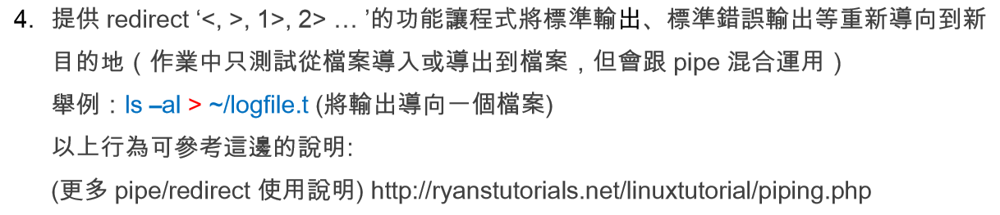 4. 提供 redirect ‘<, >, 1>, 2> … ’的功能讓程式將標準輸出、標準錯誤輸出等重新導向到新
目的地（作業中只測試從檔案導入或導出到檔案，但會跟 pipe 混合運用）
舉例：ls –al > ~/logfile.t (將輸出導向一個檔案)
以上行為可參考這邊的說明:
(更多 pipe/redirect 使用說明) http://ryanstutorials.net/linuxtutorial/piping.php